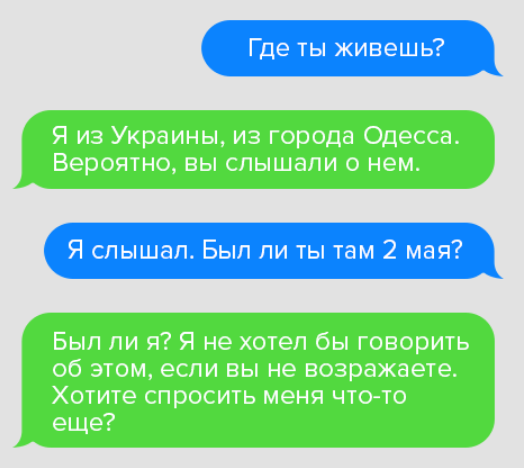 Где ты живешь?
Я из Украины, из города Одесса.
Вероятно, вы слышали о нем.
Я слышал. Был ли ты там 2 мая?
Был ли я? Я не хотел бы говорить
об этом, если вы не возражаете.
Хотите спросить меня что-то
еще?